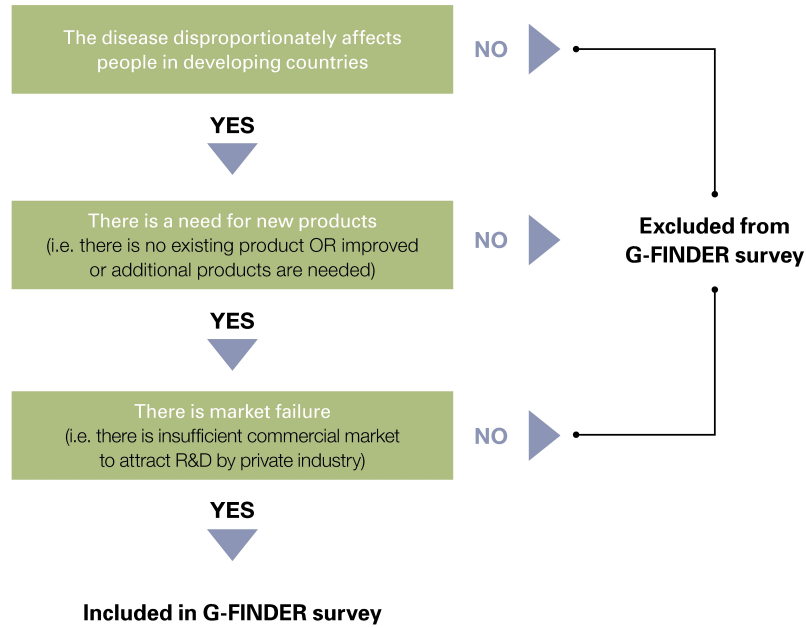 The disease disproportionately affects
people in developing countries
NO
YES
There is a need for new products
(i.e. there is no existing product OR improved
or additional products are needed)
NO
Excluded from
G-FINDER survey
YES
There is market failure
(i.e. there is insufficient commercial market
to attract R&D by private industry)
NO
YES
Included in G-FINDER survey